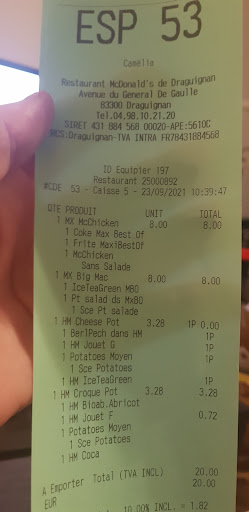 ESP 53
Camélia
Restaurant McDonald's de Draguignan
Avenue du General De Gaulle
83300 Draguignan
Tel.04.98.10.21.20
SIRET 431 884 568 00020-APE:5610C
RCS:Draguignan-TVA INTRA FR78431884568
ID Equipier 197
Restaurant 25000892
#CDE 53 - Caisse 5 - 23/09/2021 10:39:47
QTE PRODUIT UNIT TOTAL
1 MX McChicken 8.00 8.00
1 Coke Max Best Of
1 Frite MaxiBestOf
1 McChicken
Sans Salade
1 MX Big Mac 8.00 8.00
1 IceTeaGreen MBO
1 Pt salad ds MxBO
1 Sce Pt salade
1 HM Cheese Pot 3.28 1P 0.00
1 BerlPech dans HM 1P
1 HM Jouet G 1P
1 Potatoes Moyen 1P
1 Sce Potatoes
1 HM IceTeaGreen 1P
1 HM Croque Pot 3.28 3.28
1 HM Bioab.Abricot
1 HM Jouet F 0.72
1 Potatoes Moyen
1 Sce Potatoes
1 HM Coca
A Emporter Total (TVA INCL) 20.00
EUR 20.00
10.00% INCL. = 1.82